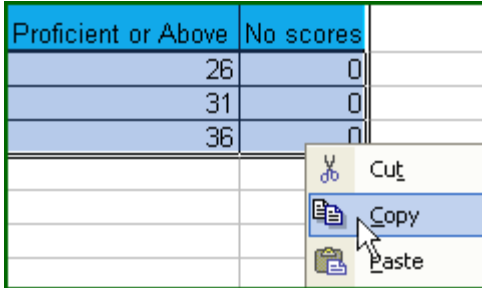 Proficient or Above No scores
26 0
31 0
36 0
Cut
Copy
Paste